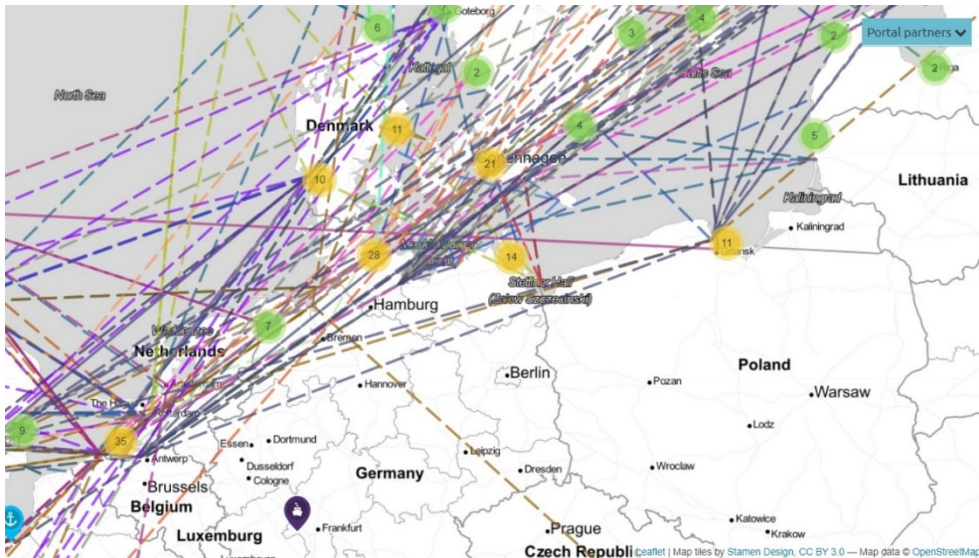 Goteborg
6
4
3
2
Portal partners
Kattegat
2
Baltic Sea
2
Riga
North Sea
Denmark
11
4
5
21
enhagen
10
Lithuania
Kaliningrad
Kaliningrad
11
Gdansk
28
14
Stettiner Haff
(Zalew Szczecinski)
Hamburg
7
Netherlands
Bremen
Poland
Berlin
Hannover
Pozan
Warsaw
The Hague
Rotterdam
9
35
Lodz
Essen
Dortmund
Leipzig
Antwerp
Dusseldorf
Cologne
Germany
Dresden
Wroclaw
Brussels
Belgium
Luxemburg
Frankfurt
Prague
Katowice
Krakow
Czech Republi
Leaflet | Map tiles by Stamen Design, CC BY 3.0 — Map data © OpenStreetMap